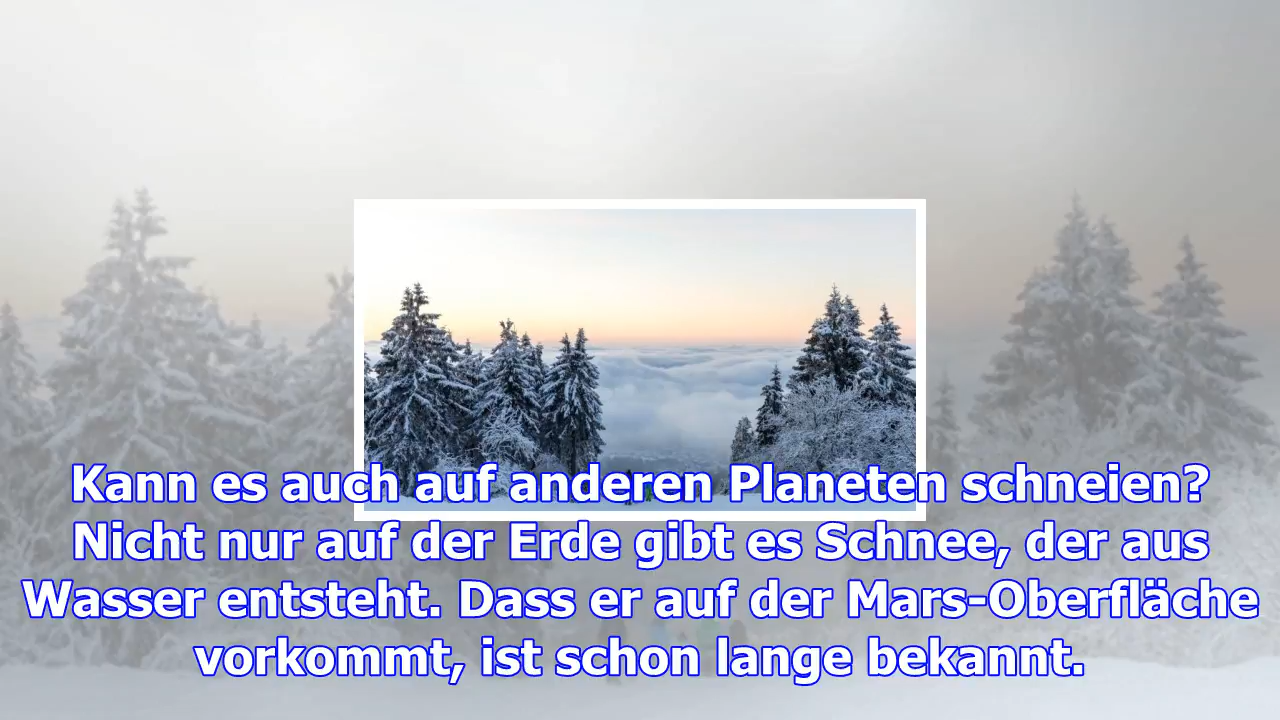 Kann es auch auf anderen Planeten schneien?
Nicht nur auf der Erde gibt es Schnee, der aus
Wasser entsteht. Dass er auf der Mars-Oberfläche
vorkommt, ist schon lange bekannt.